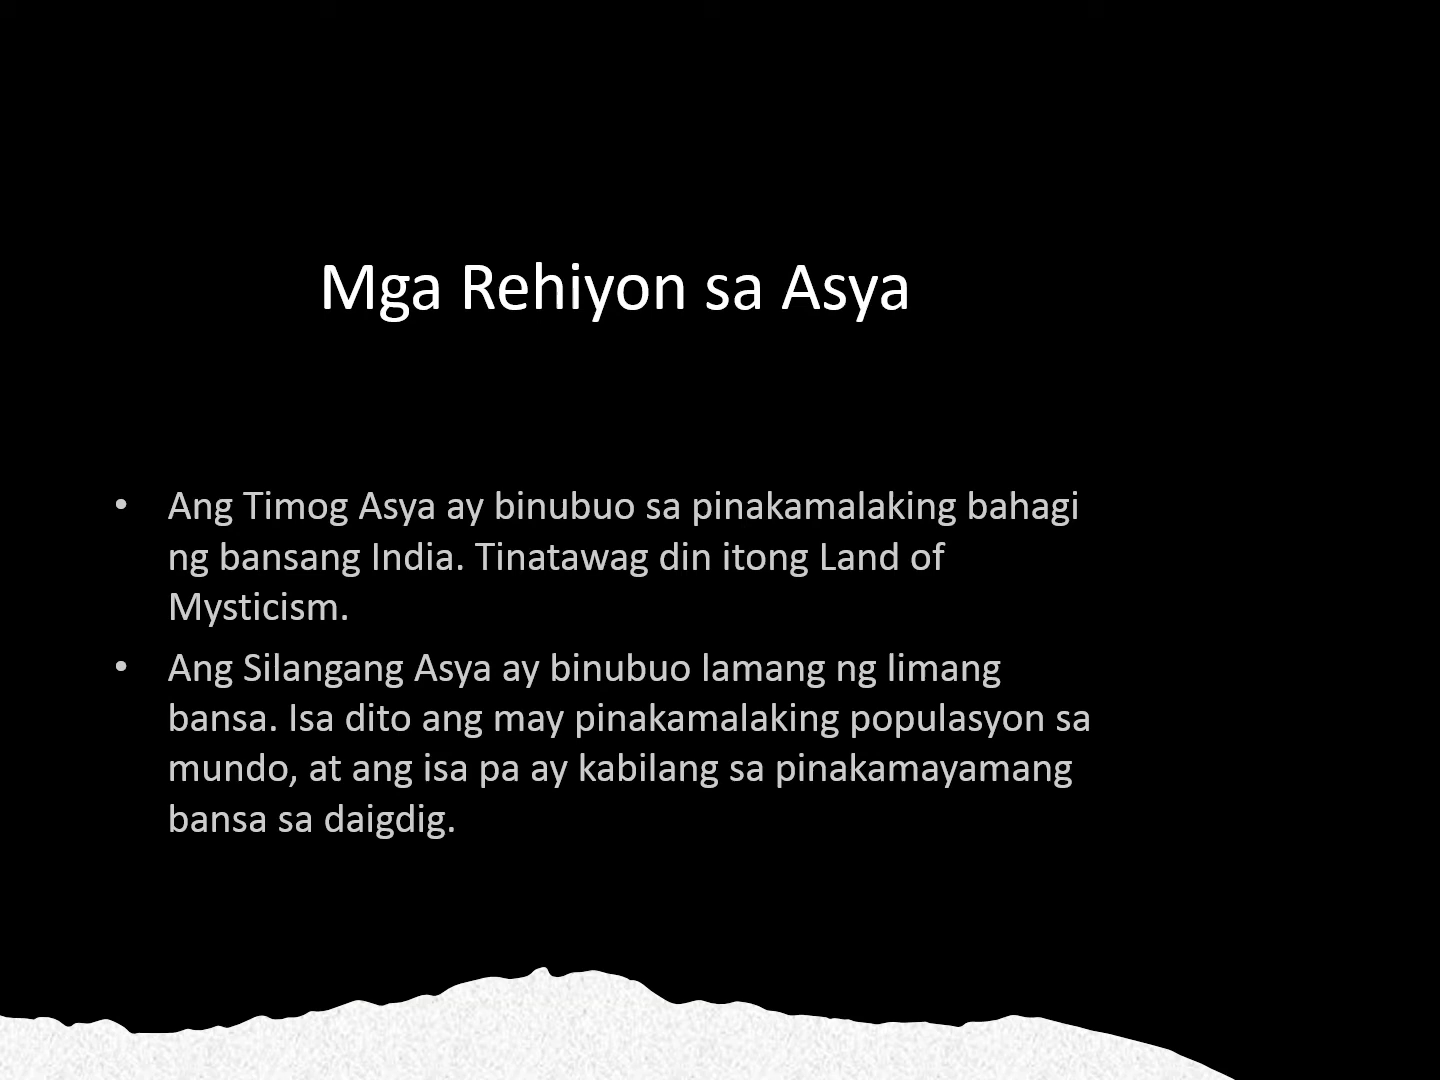 Mga Rehiyon sa Asya
• Ang Timog Asya ay binubuo sa pinakamalaking bahagi
ng bansang India. Tinatawag din itong Land of
Mysticism.
• Ang Silangang Asya ay binubuo lamang ng limang
bansa. Isa dito ang may pinakamalaking populasyon sa
mundo, at ang isa pa ay kabilang sa pinakamayamang
bansa sa daigdig.